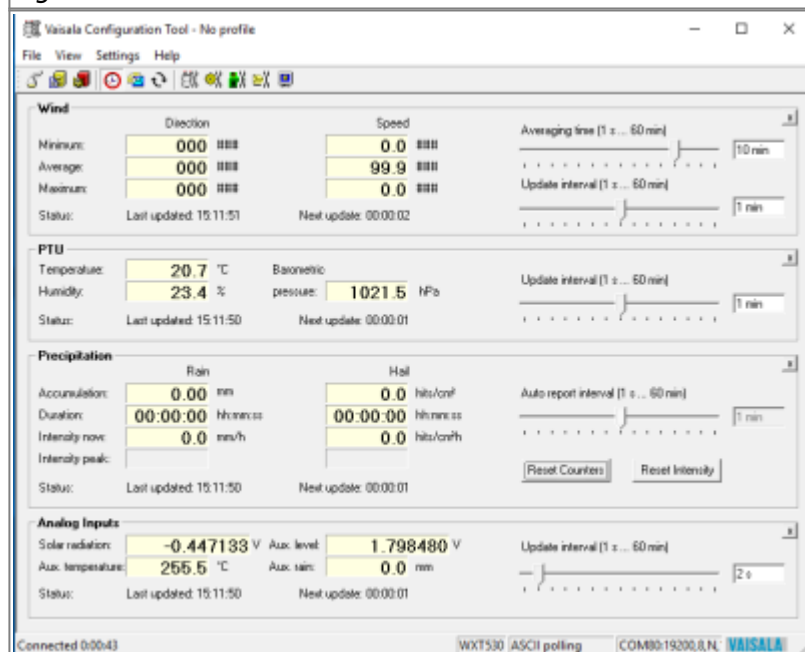 Vaisala Configuration Tool - No profile
File View Settings Help
Wind
Direction Speed
Averaging time (1 s ... 60 min)
Minimum: 000 ### 0.0 ###
10 min
Average: 000 ### 99.9 ###
Maximum: 000 ### 0.0 ###
Update interval (1 s ... 60 min)
1 min
Status: Last updated: 15:11:51 Next update: 00:00:02
PTU
Temperature: 20.7 °C Barometric
Humidity: 23.4 % pressure: 1021.5 hPa
Update interval (1 s ... 60 min)
1 min
Status: Last updated: 15:11:50 Next update: 00:00:01
Precipitation
Rain Hail
Accumulation: 0.00 mm 0.0 hits/cm²
Auto report interval (1 s ... 60 min)
Duration: 00:00:00 hh:mm:ss 00:00:00 hh:mm:ss
1 min
Intensity now: 0.0 mm/h 0.0 hits/cm²h
Intensity peak:
Reset Counters Reset Intensity
Status: Last updated: 15:11:50 Next update: 00:00:01
Analog Inputs
Solar radiation: -0.447133 V Aux. level: 1.798480 V
Update interval (1 s ... 60 min)
Aux. temperature: 255.5 °C Aux. rain: 0.0 mm
2 s
Status: Last updated: 15:11:50 Next update: 00:00:01
Connected 0:00:43 WXT530 ASCII polling COM80:19200,8,N, VAISALA